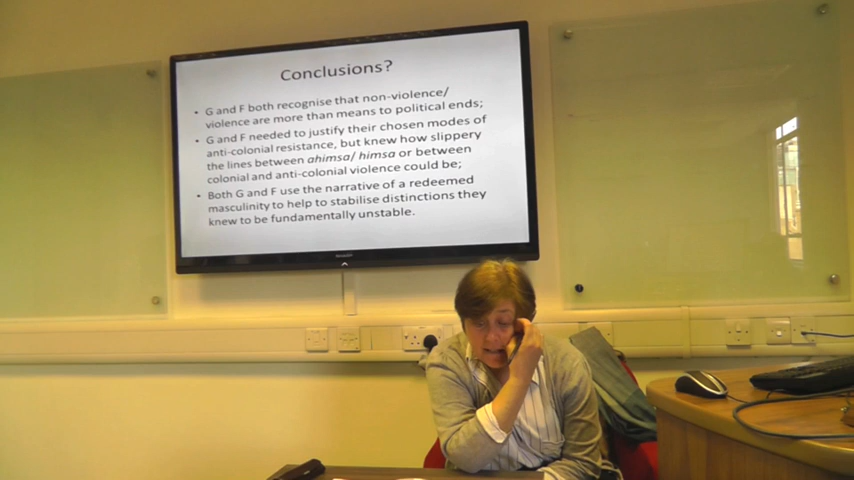 Conclusions?
• G and F both recognise that non-violence/
violence are more than means to political ends;
• G and F needed to justify their chosen modes of
anti-colonial resistance, but knew how slippery
the lines between ahimsa/ himsa or between
colonial and anti-colonial violence could be;
• Both G and F use the narrative of a redeemed
masculinity to help to stabilise distinctions they
knew to be fundamentally unstable.